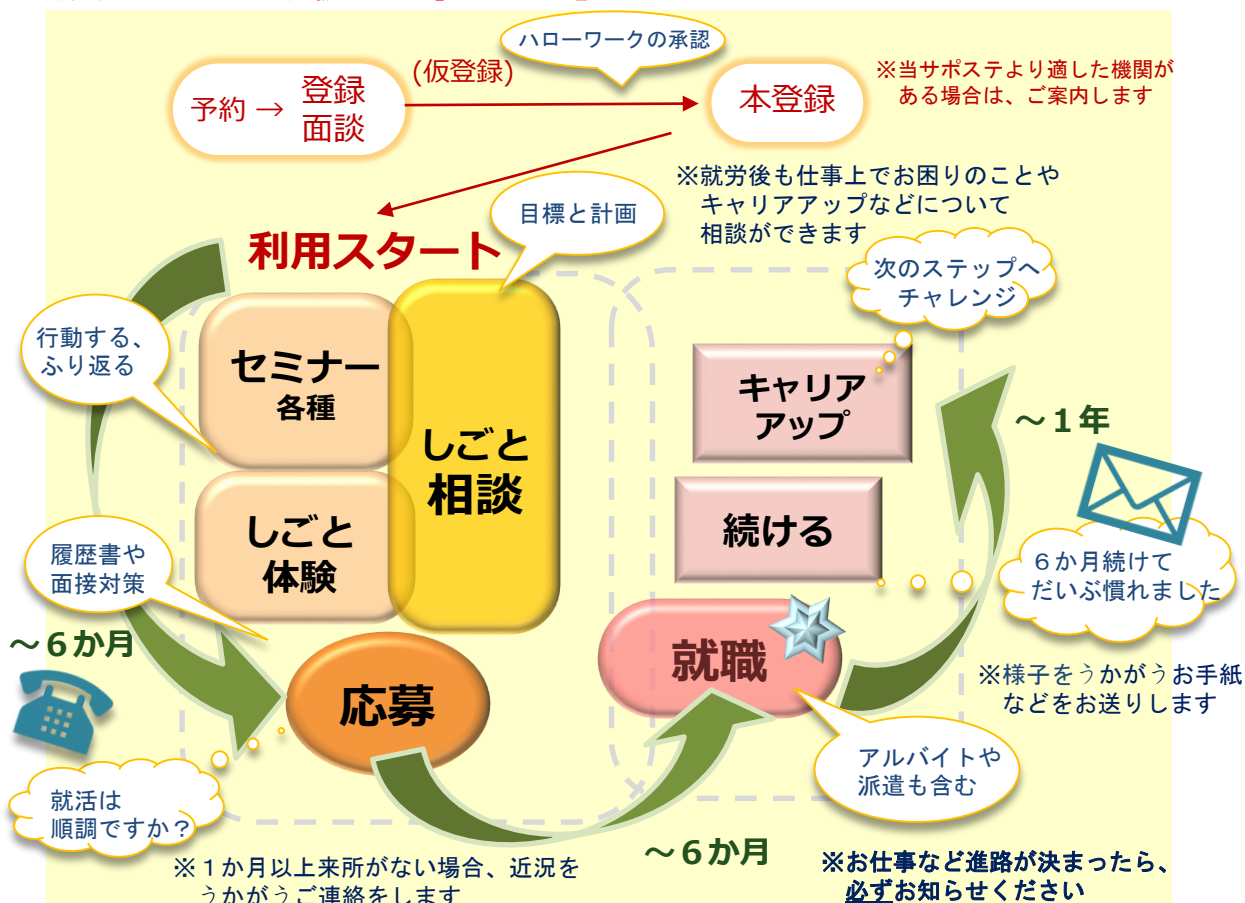 ハローワークの承認
予約 → 登録
面談
(仮登録)
本登録
※当サポステより適した機関が
ある場合は、ご案内します
※就労後も仕事上でお困りのことや
キャリアアップなどについて
相談ができます
目標と計画
利用スタート
次のステップへ
チャレンジ
行動する、
ふり返る
セミナー
各種
しごと
相談
しごと
体験
キャリア
アップ
～１年
続ける
６か月続けて
だいぶ慣れました
履歴書や
面接対策
～６か月
就職
※様子をうかがうお手紙
などをお送りします
応募
アルバイトや
派遣も含む
就活は
順調ですか？
～６か月
※１か月以上来所がない場合、近況を
うかがうご連絡をします
※お仕事など進路が決まったら、
必ずお知らせください